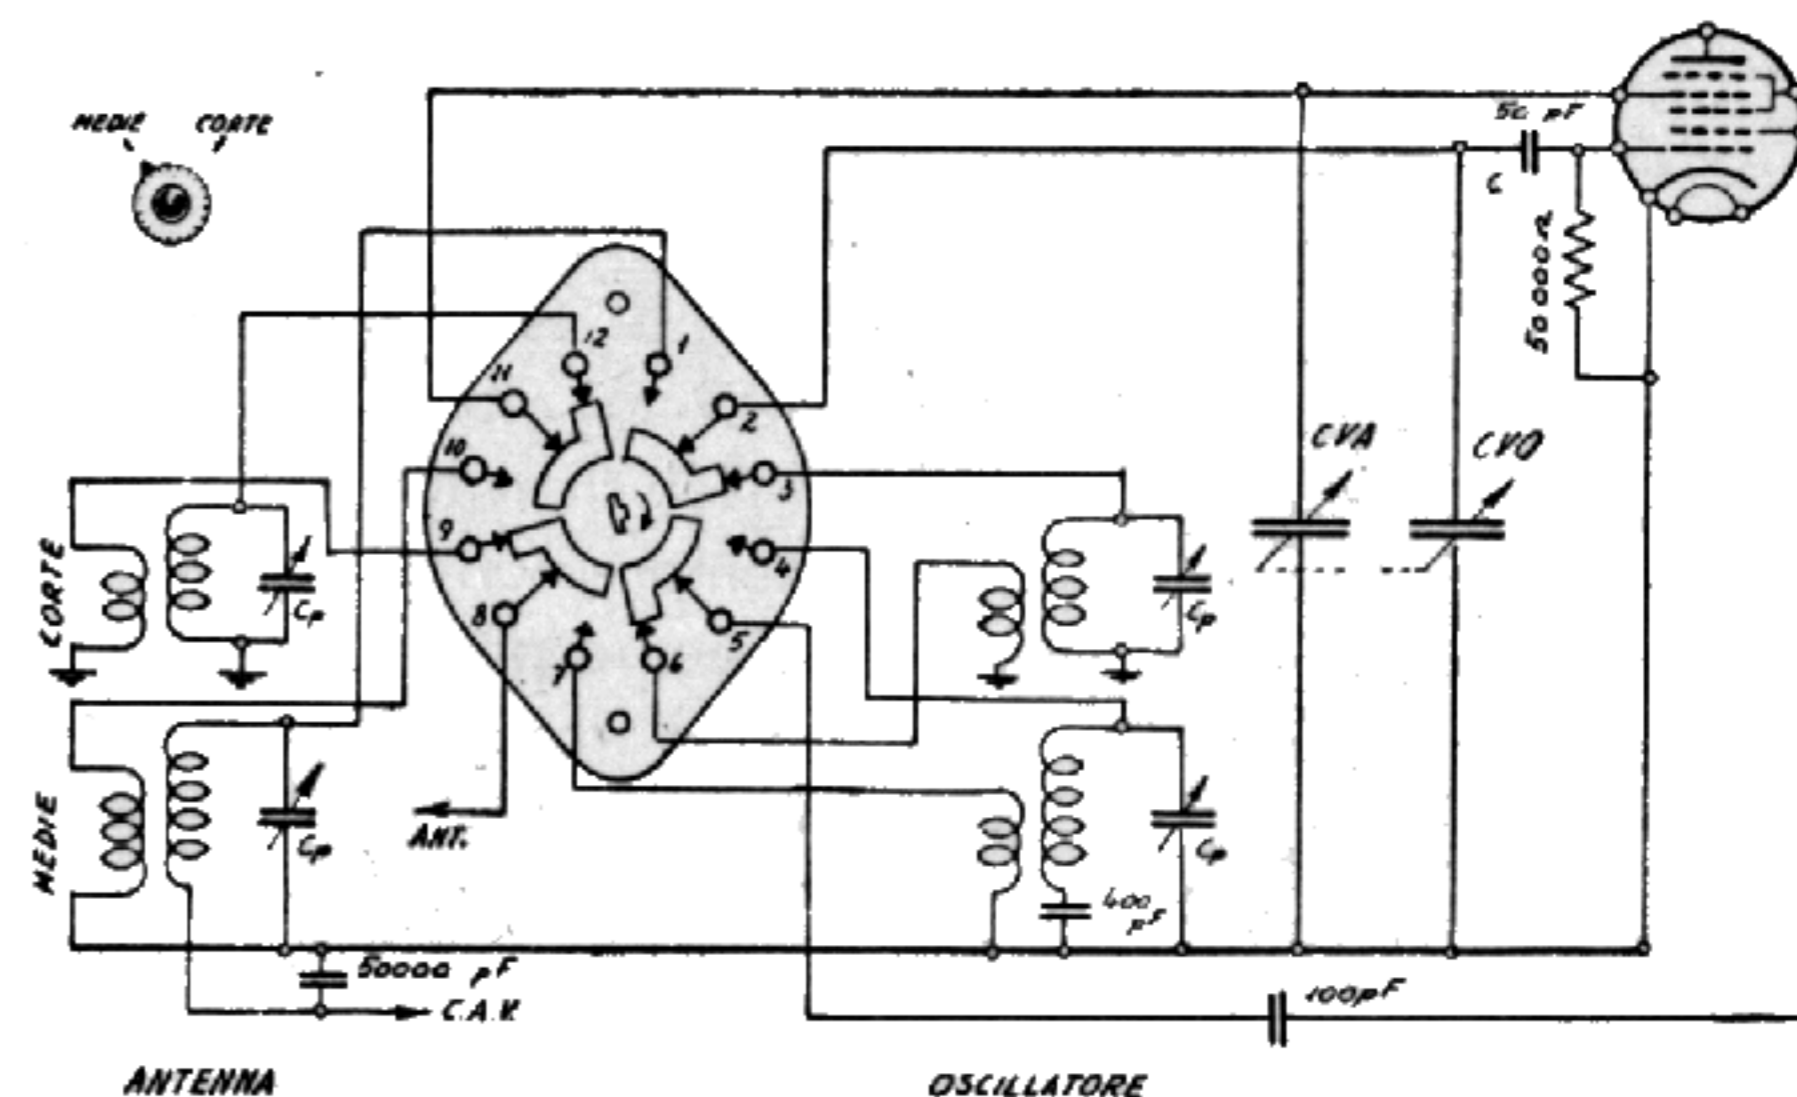 MEDIE CORTE
50 pF
C
50000Ω
12 1
11
2
10
3
9
4
8
5
7 6
CVA CVO
CORTE
Cp
Cp
MEDIE
Cp
ANT.
400 pF
Cp
50000 pF
C.A.V.
100pF
ANTENNA OSCILLATORE